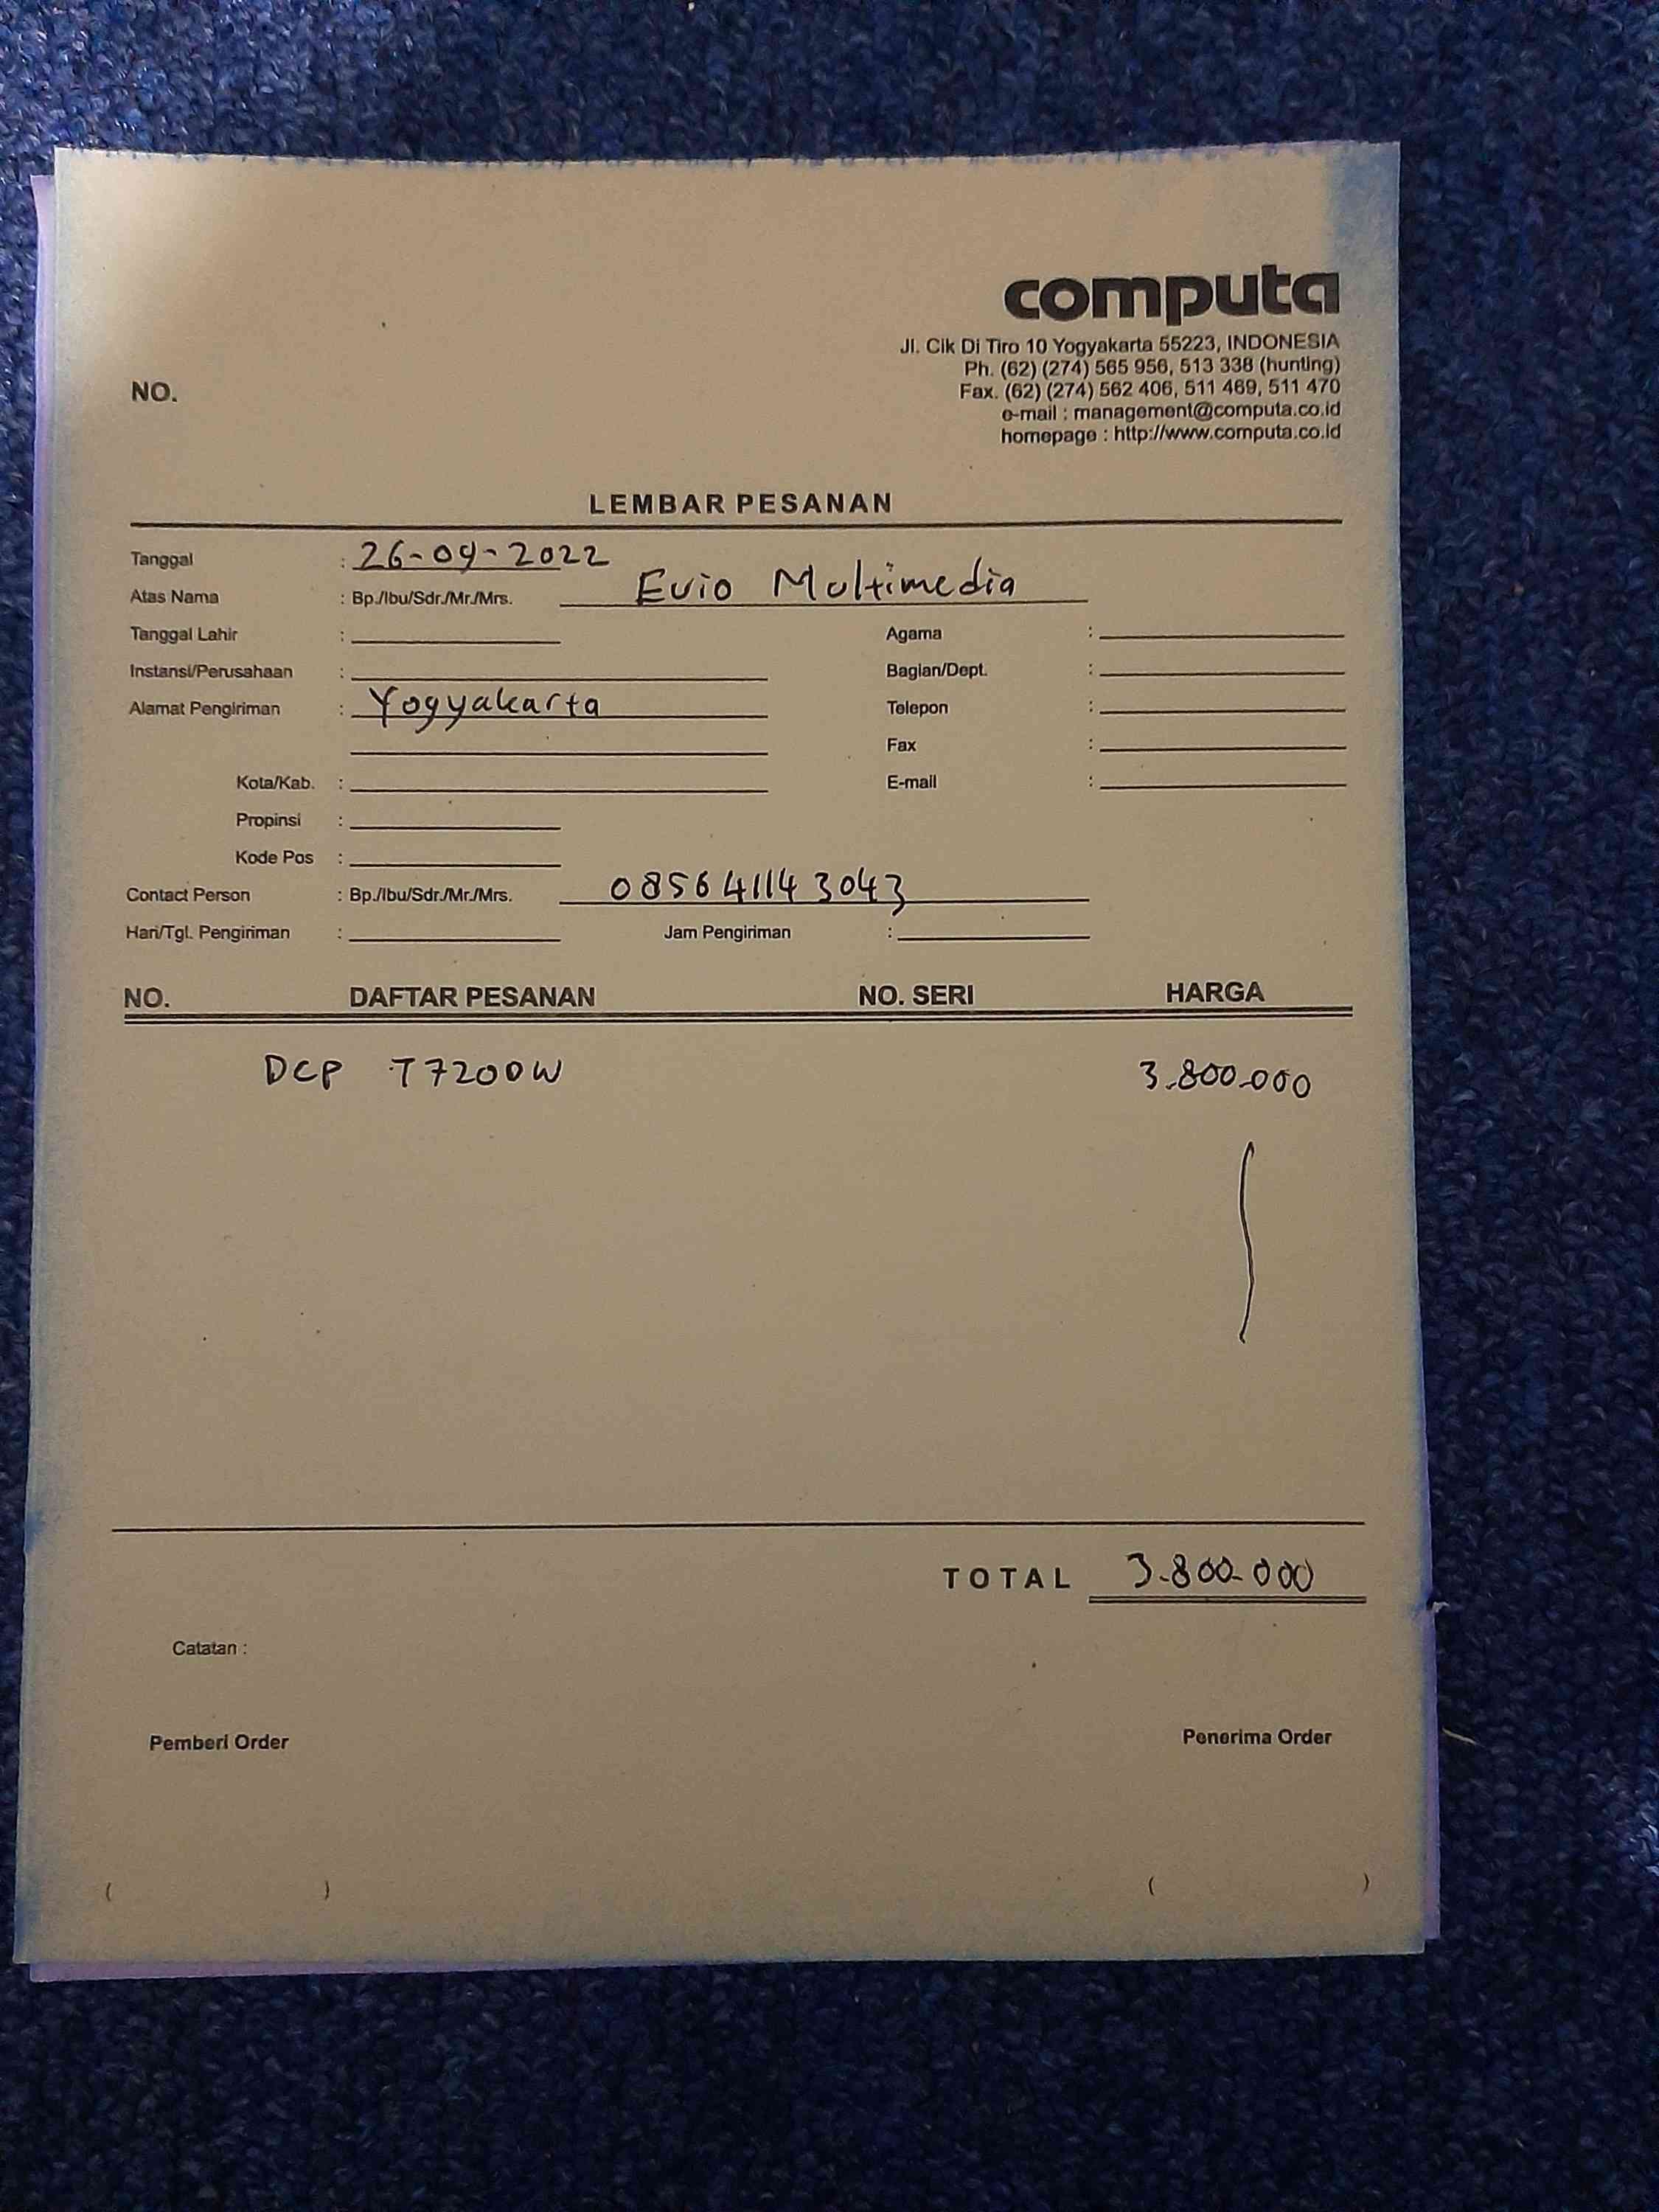 computa
Jl. Cik Di Tiro 10 Yogyakarta 55223, INDONESIA
Ph. (62) (274) 565 956, 513 338 (hunting)
Fax. (62) (274) 562 406, 511 469, 511 470
e-mail : management@computa.co.id
homepage : http://www.computa.co.id
NO.
LEMBAR PESANAN
Tanggal : 26-09-2022
Atas Nama : Bp./Ibu/Sdr./Mr./Mrs. Evio Multimedia
Tanggal Lahir : Agama :
Instansi/Perusahaan : Bagian/Dept. :
Alamat Pengiriman : Yogyakarta Telepon :
Fax :
Kota/Kab. : E-mail :
Propinsi :
Kode Pos :
Contact Person : Bp./Ibu/Sdr./Mr./Mrs. 085641143043
Hari/Tgl. Pengiriman : Jam Pengiriman :
NO. DAFTAR PESANAN NO. SERI HARGA
DCP T7200W 3.800.000
TOTAL 3.800.000
Catatan :
Pemberi Order Penerima Order
( ) ( )